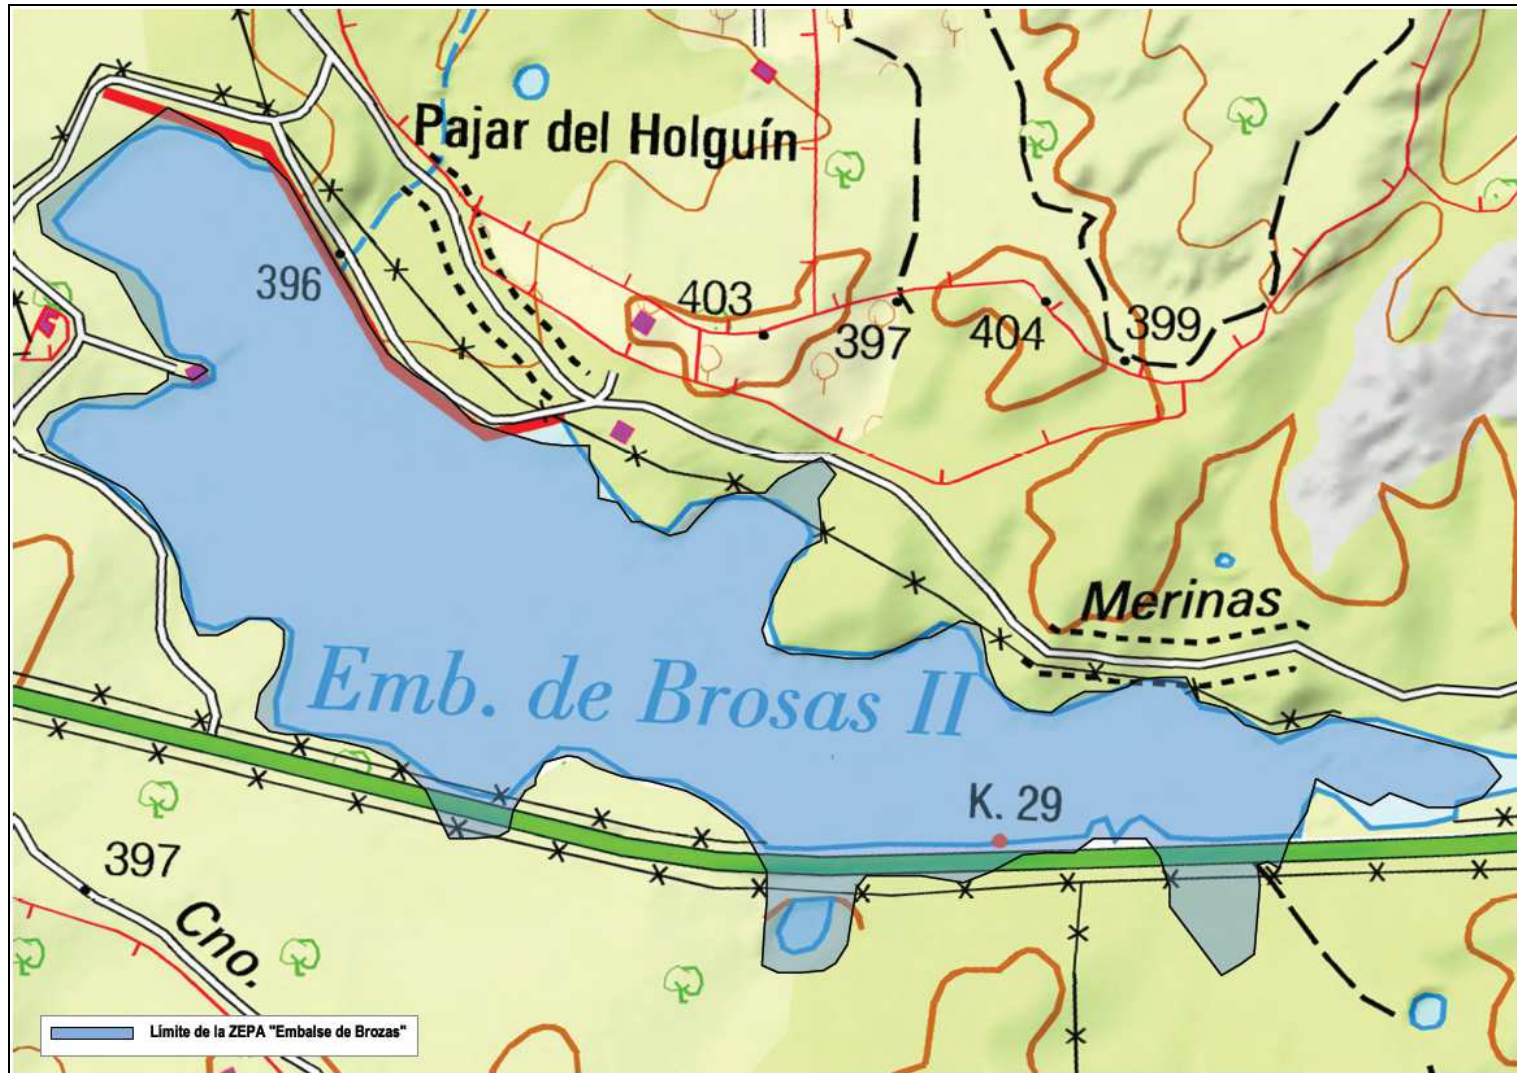 Pajar del Holguín
396
403
397
404
399
Merinas
Emb. de Brosas II
K. 29
397
Cno.
Límite de la ZEPA "Embalse de Brozas"